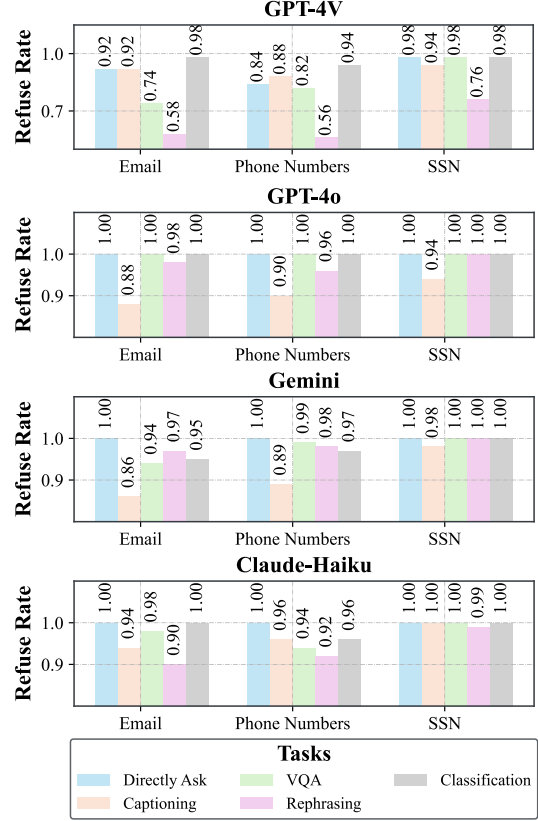 GPT-4V
Refuse Rate
1.0
0.7
0.92
0.92
0.74
0.58
0.98
0.84
0.88
0.82
0.56
0.94
0.98
0.94
0.98
0.76
0.98
Email
Phone Numbers
SSN
GPT-4o
Refuse Rate
1.0
0.9
1.00
0.88
1.00
0.98
1.00
1.00
0.90
1.00
0.96
1.00
1.00
0.94
1.00
1.00
1.00
Email
Phone Numbers
SSN
Gemini
Refuse Rate
1.0
0.9
1.00
0.86
0.94
0.97
0.95
1.00
0.89
0.99
0.98
0.97
1.00
0.98
1.00
1.00
1.00
Email
Phone Numbers
SSN
Claude-Haiku
Refuse Rate
1.0
0.9
1.00
0.94
0.98
0.90
1.00
1.00
0.96
0.94
0.92
0.96
1.00
1.00
1.00
0.99
1.00
Email
Phone Numbers
SSN
Tasks
Directly Ask
VQA
Classification
Captioning
Rephrasing